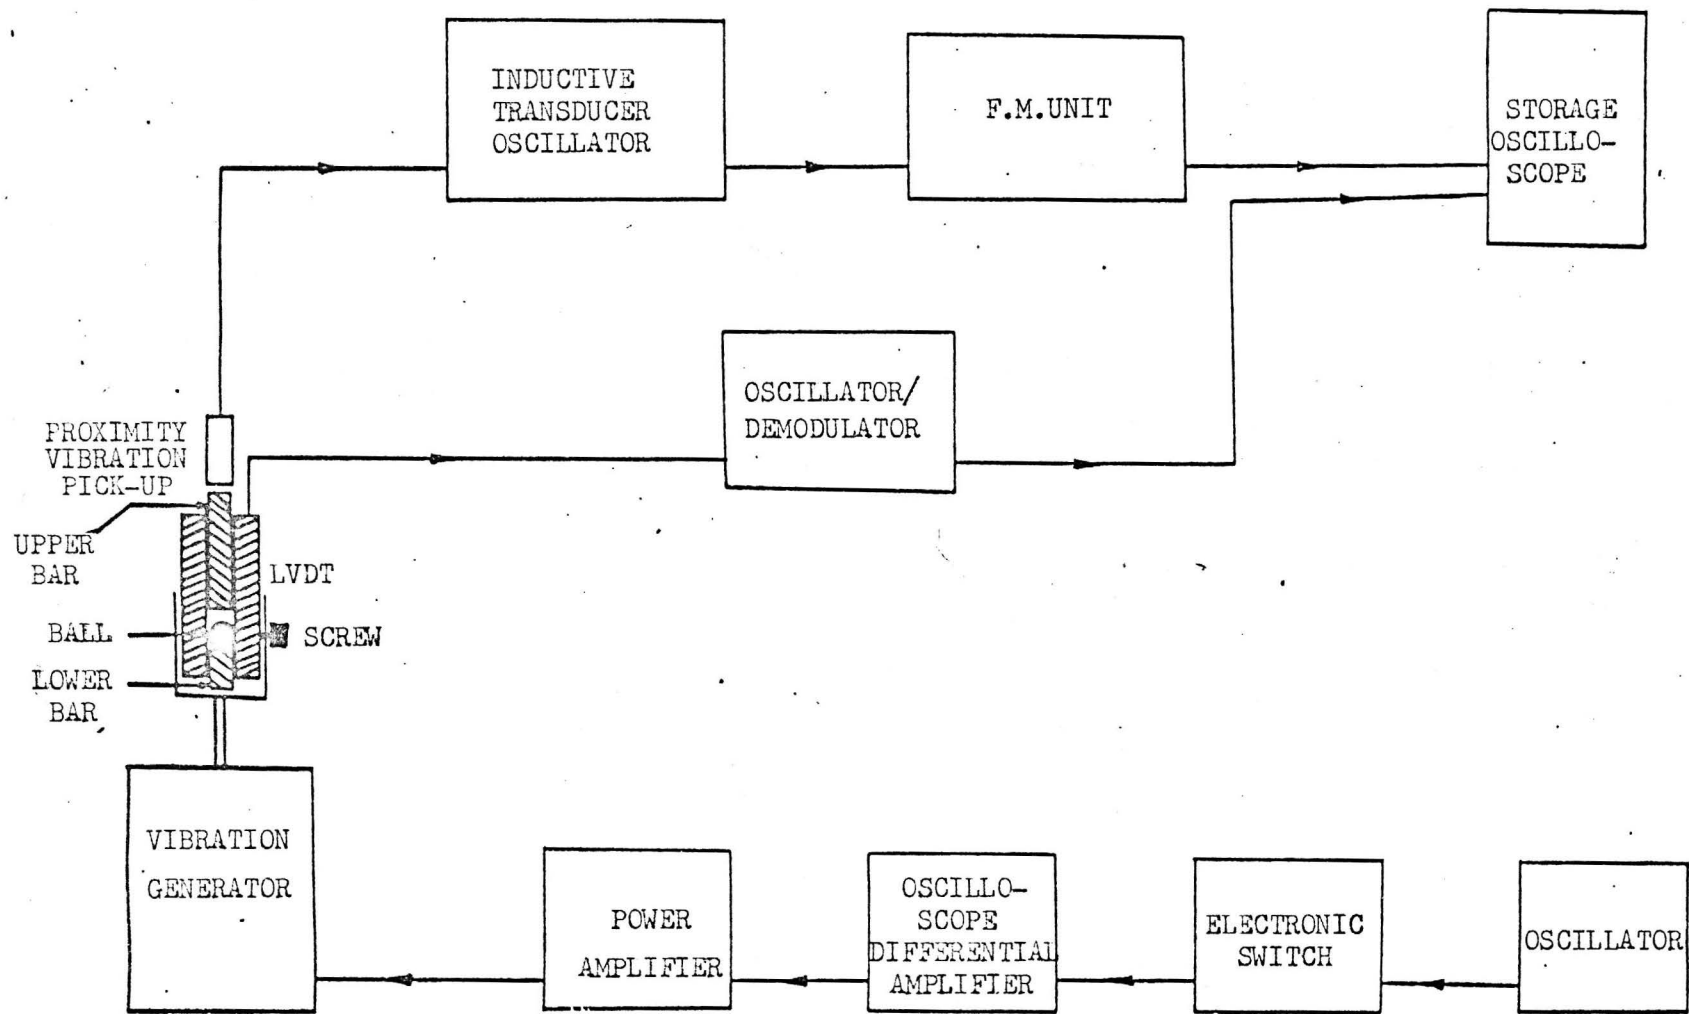 INDUCTIVE
TRANSDUCER
OSCILLATOR
F.M.UNIT
STORAGE
OSCILLO-
SCOPE
OSCILLATOR/
DEMODULATOR
PROXIMITY
VIBRATION
PICK-UP
UPPER
BAR
LVDT
BALL
SCREW
LOWER
BAR
VIBRATION
GENERATOR
POWER
AMPLIFIER
OSCILLO-
SCOPE
DIFFERENTIAL
AMPLIFIER
ELECTRONIC
SWITCH
OSCILLATOR